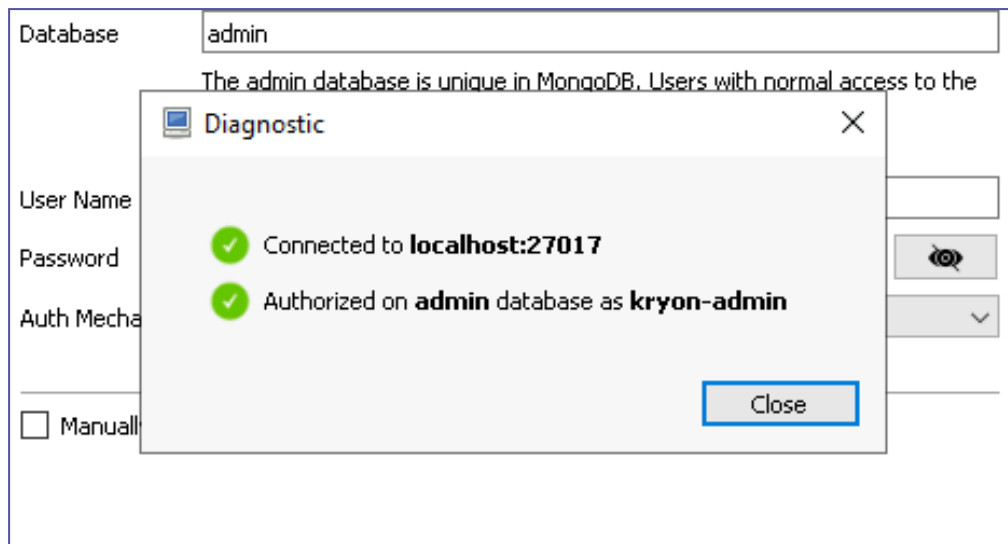 Database admin
The admin database is unique in MongoDB. Users with normal access to the
Diagnostic
User Name
Connected to localhost:27017
Password
Authorized on admin database as kryon-admin
Auth Mecha
Close
Manuall